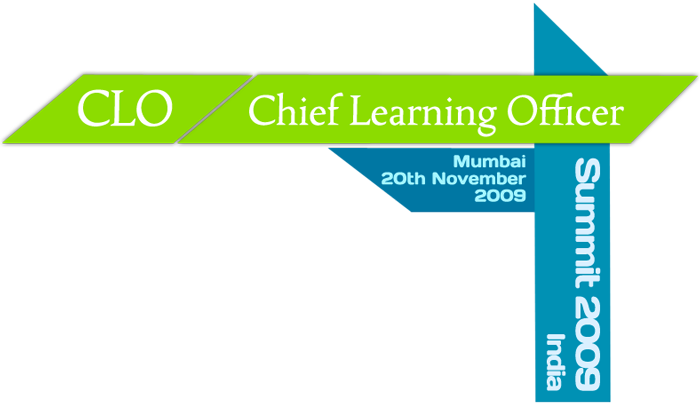 CLO
Chief Learning Officer
Mumbai
20th November
2009
Summit 2009
India